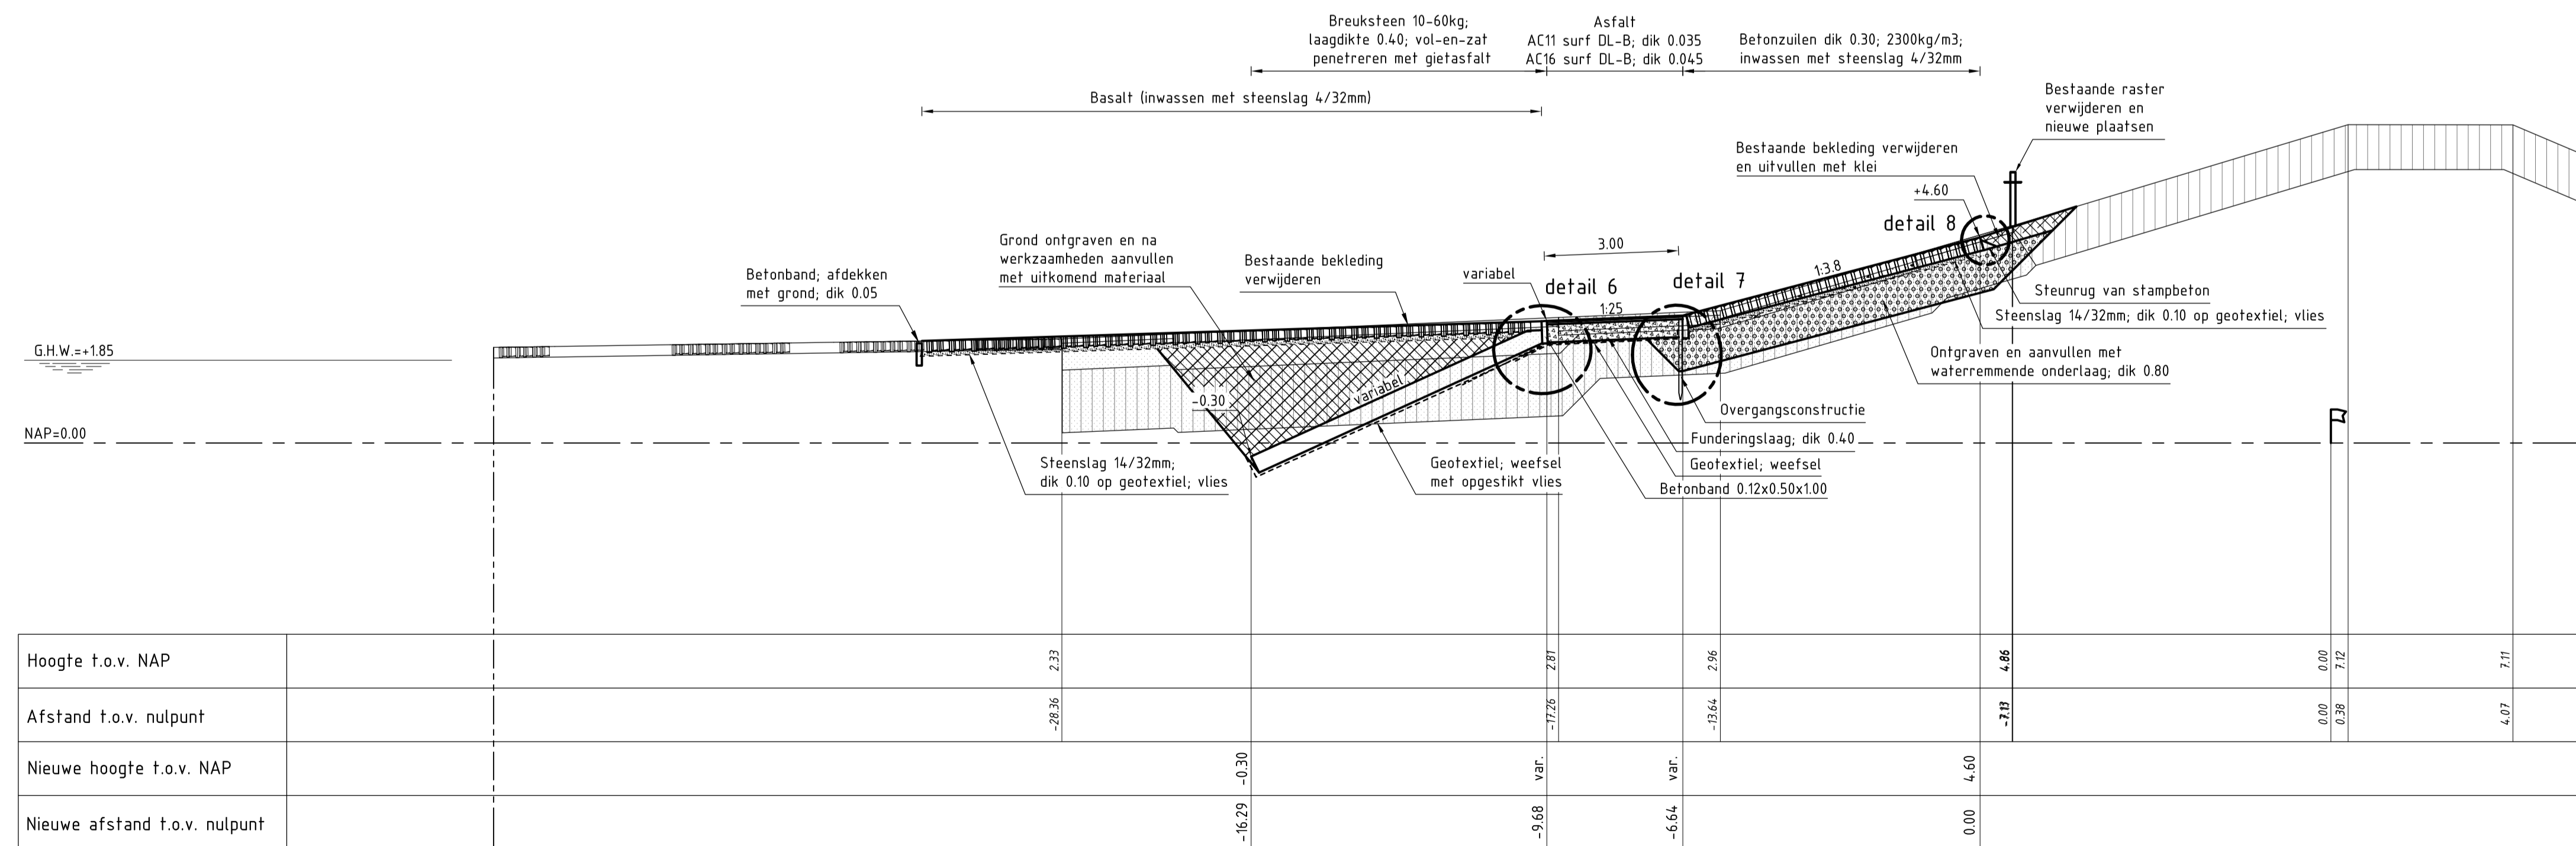 Breuksteen 10-60kg;
laagdikte 0.40; vol-en-zat
penetreren met gietasfalt
Asfalt
AC11 surf DL-B; dik 0.035
AC16 surf DL-B; dik 0.045
Betonzuilen dik 0.30; 2300kg/m3;
inwassen met steenslag 4/32mm
Basalt (inwassen met steenslag 4/32mm)
Bestaande raster
verwijderen en
nieuwe plaatsen
Bestaande bekleding verwijderen
en uitvullen met klei
+4.60
detail 8
Grond ontgraven en na
werkzaamheden aanvullen
met uitkomend materiaal
Bestaande bekleding
verwijderen
Betonband; afdekken
met grond; dik 0.05
variabel
3.00
detail 6
detail 7
1:25
1:3.8
Steunrug van stampbeton
Steenslag 14/32mm; dik 0.10 op geotextiel; vlies
Ontgraven en aanvullen met
waterremmende onderlaag; dik 0.80
G.H.W.=+1.85
variabel
-0.30
NAP=0.00
Overgangsconstructie
Funderingslaag; dik 0.40
Geotextiel; weefsel
Betonband 0.12x0.50x1.00
Steenslag 14/32mm;
dik 0.10 op geotextiel; vlies
Geotextiel; weefsel
met opgestikt vlies
Hoogte t.o.v. NAP
2.33
2.81
2.96
4.86
0.00
7.12
7.11
Afstand t.o.v. nulpunt
-28.36
-17.26
-13.64
-7.13
0.00
0.38
4.07
Nieuwe hoogte t.o.v. NAP
-0.30
var.
var.
4.60
Nieuwe afstand t.o.v. nulpunt
-16.29
-9.68
-6.64
0.00